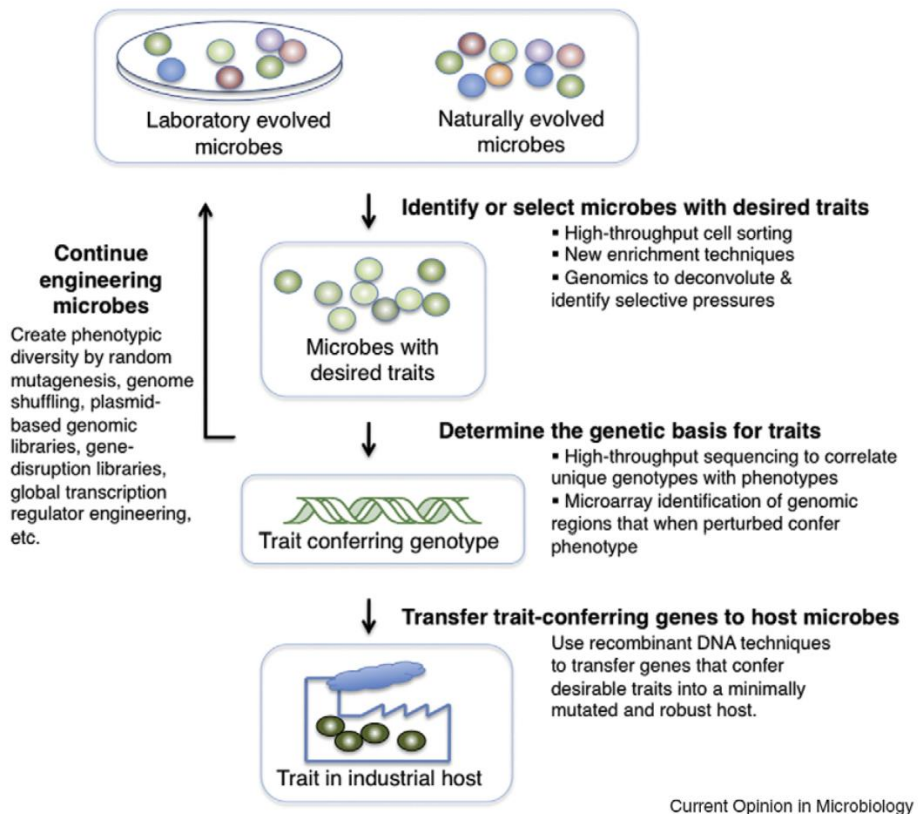 Laboratory evolved
microbes
Naturally evolved
microbes
Identify or select microbes with desired traits
▪ High-throughput cell sorting
▪ New enrichment techniques
▪ Genomics to deconvolute &
identify selective pressures
Continue
engineering
microbes
Create phenotypic
diversity by random
mutagenesis, genome
shuffling, plasmid-
based genomic
libraries, gene-
disruption libraries,
global transcription
regulator engineering,
etc.
Microbes with
desired traits
Determine the genetic basis for traits
▪ High-throughput sequencing to correlate
unique genotypes with phenotypes
▪ Microarray identification of genomic
regions that when perturbed confer
phenotype
Trait conferring genotype
Transfer trait-conferring genes to host microbes
Use recombinant DNA techniques
to transfer genes that confer
desirable traits into a minimally
mutated and robust host.
Trait in industrial host
Current Opinion in Microbiology